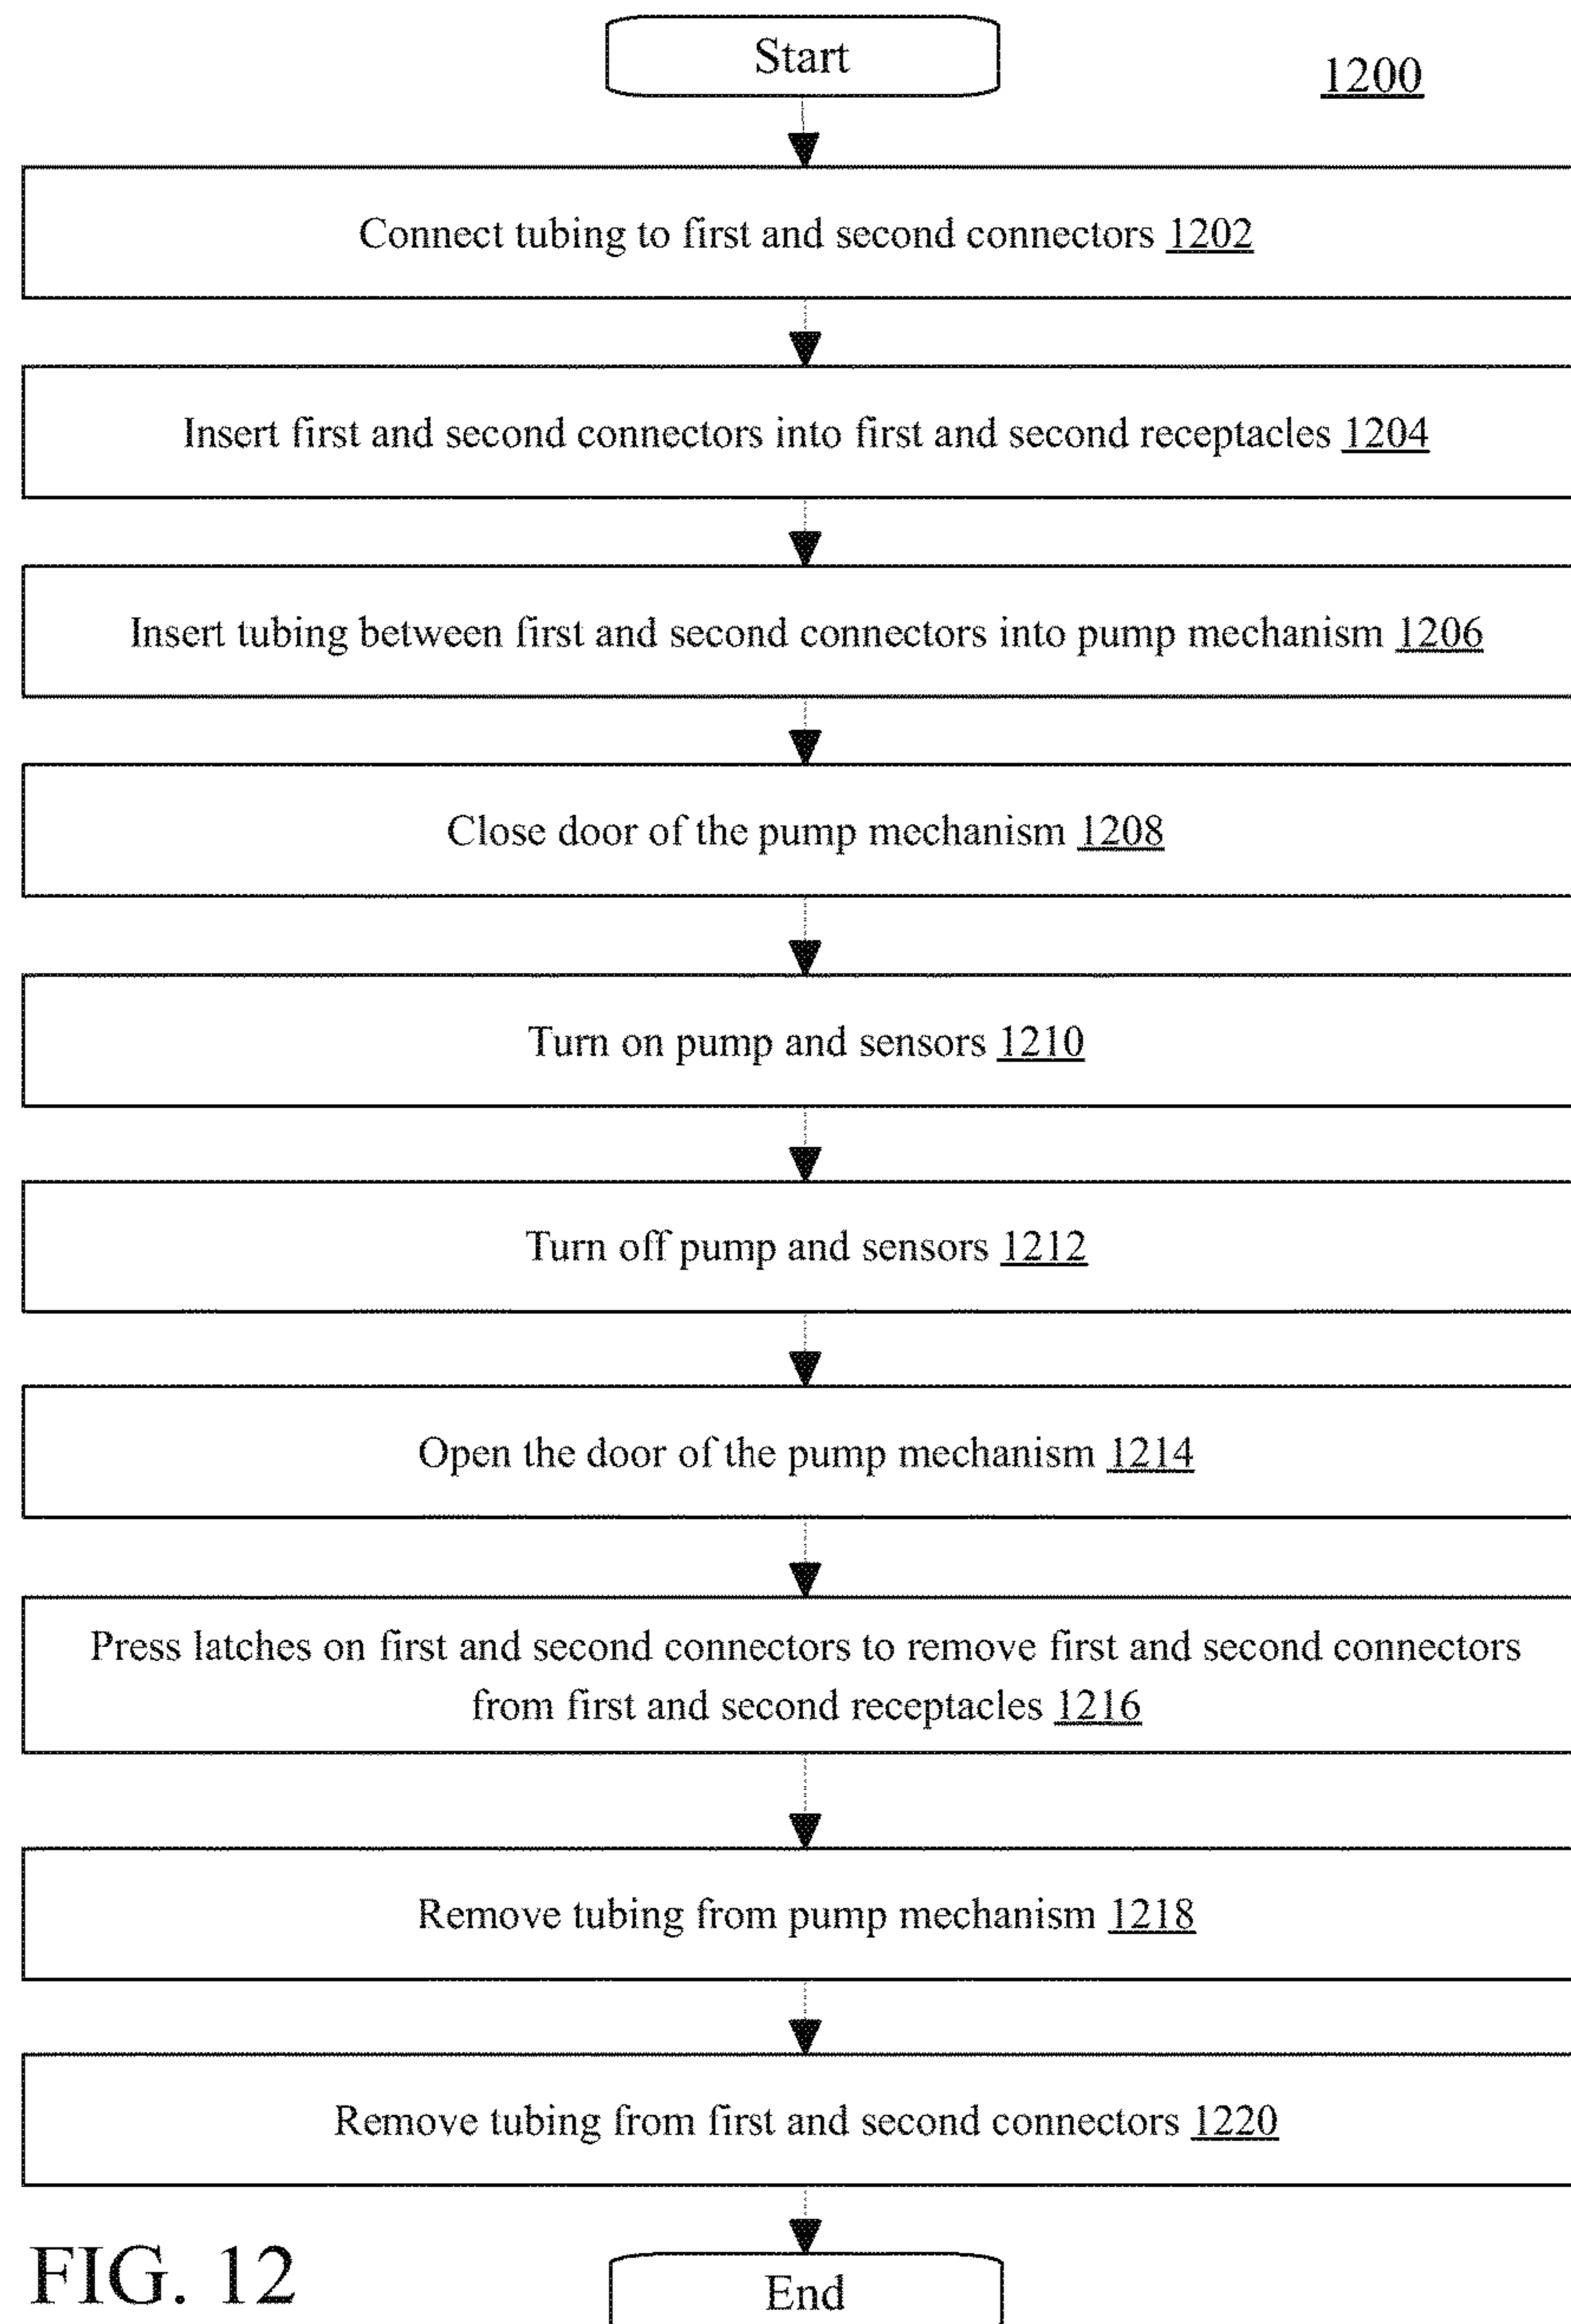 Start
1200
Connect tubing to first and second connectors 1202
Insert first and second connectors into first and second receptacles 1204
Insert tubing between first and second connectors into pump mechanism 1206
Close door of the pump mechanism 1208
Turn on pump and sensors 1210
Turn off pump and sensors 1212
Open the door of the pump mechanism 1214
Press latches on first and second connectors to remove first and second connectors
from first and second receptacles 1216
Remove tubing from pump mechanism 1218
Remove tubing from first and second connectors 1220
FIG. 12
End